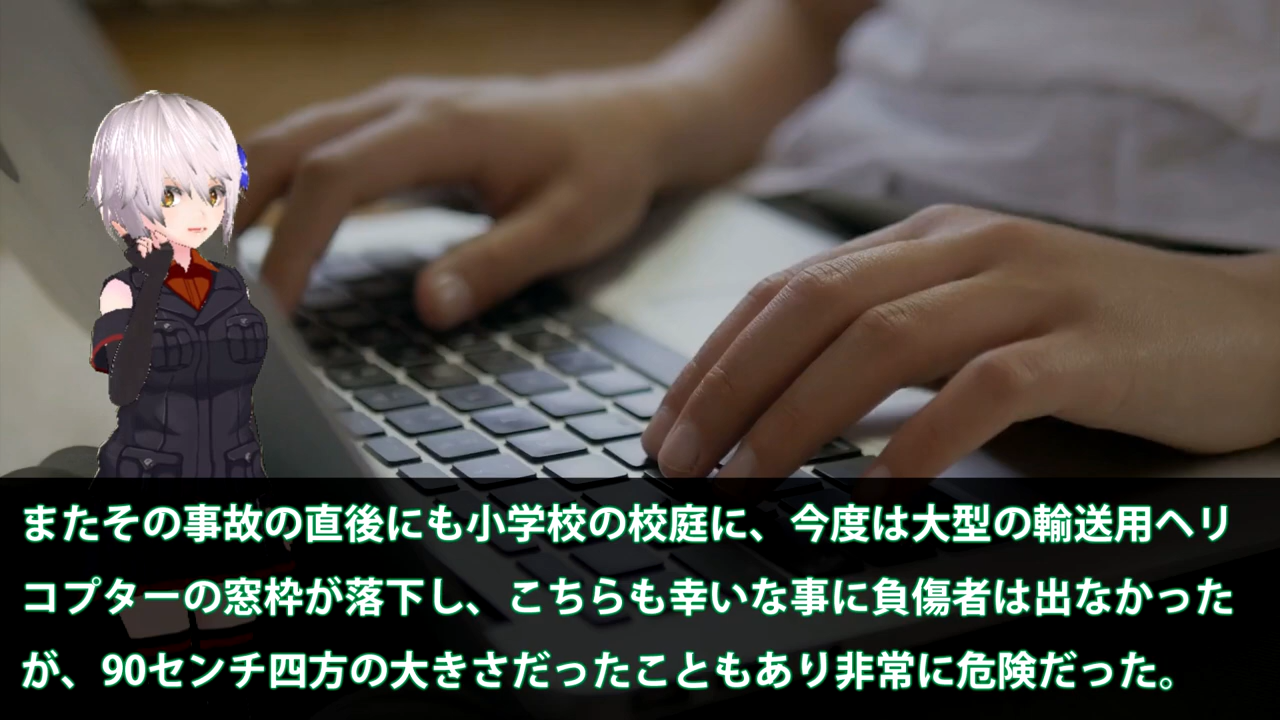 またその事故の直後にも小学校の校庭に、今度は大型の輸送用ヘリ
コプターの窓枠が落下し、こちらも幸いな事に負傷者は出なかった
が、90センチ四方の大きさだったこともあり非常に危険だった。